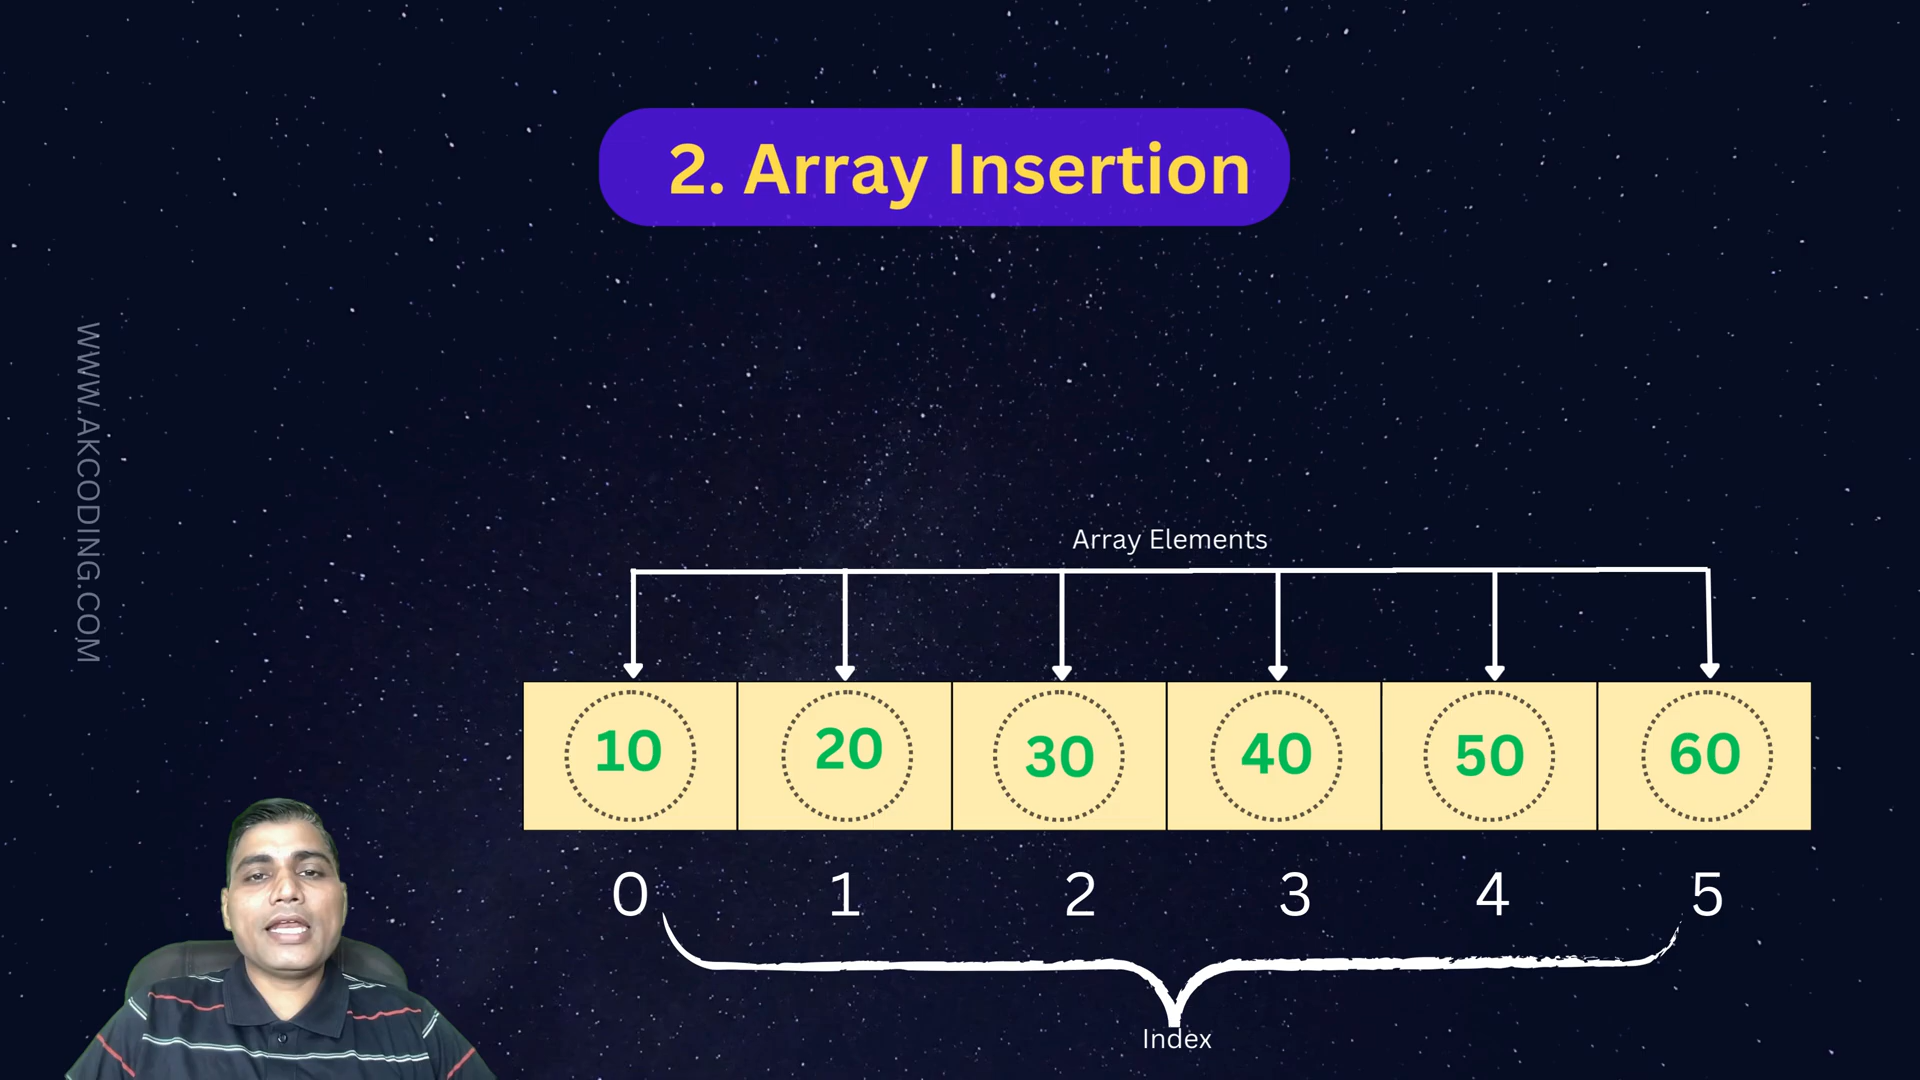 2. Array Insertion
WWW.AKCODING.COM
Array Elements
10 20 30 40 50 60
0 1 2 3 4 5
Index